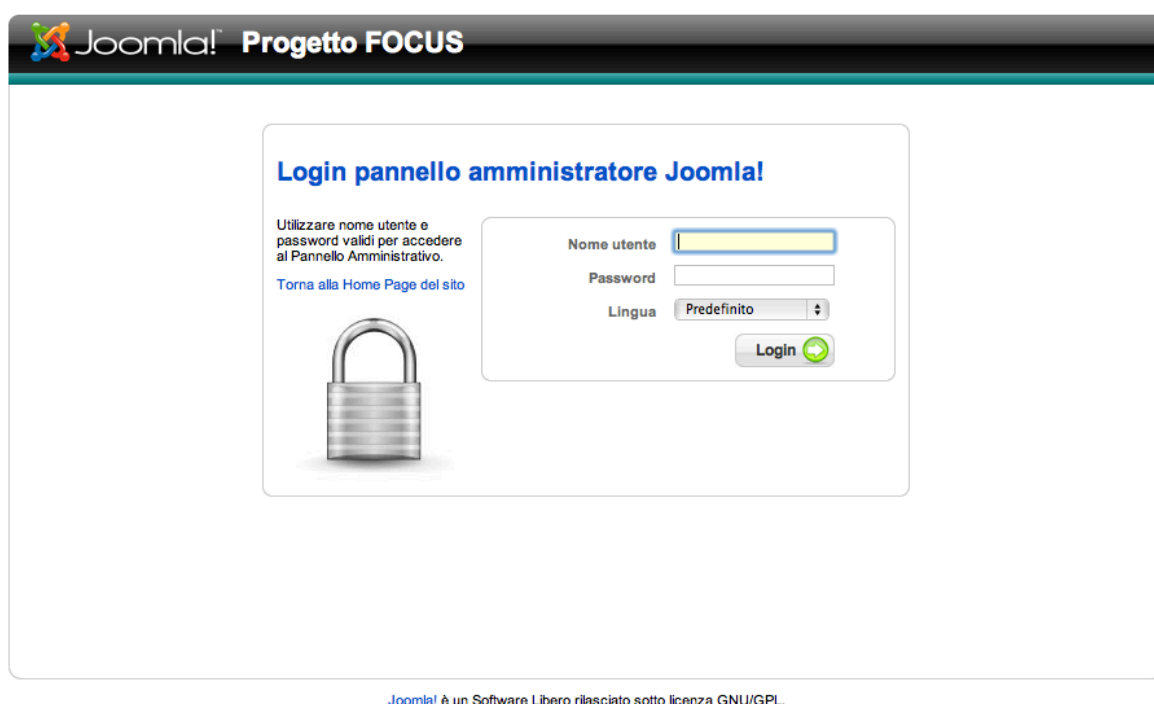 Joomla!™ Progetto FOCUS
Login pannello amministratore Joomla!
Utilizzare nome utente e
password validi per accedere
al Pannello Amministrativo.
Torna alla Home Page del sito
Nome utente
Password
Lingua Predefinito
Login
Joomla! è un Software Libero rilasciato sotto licenza GNU/GPL.